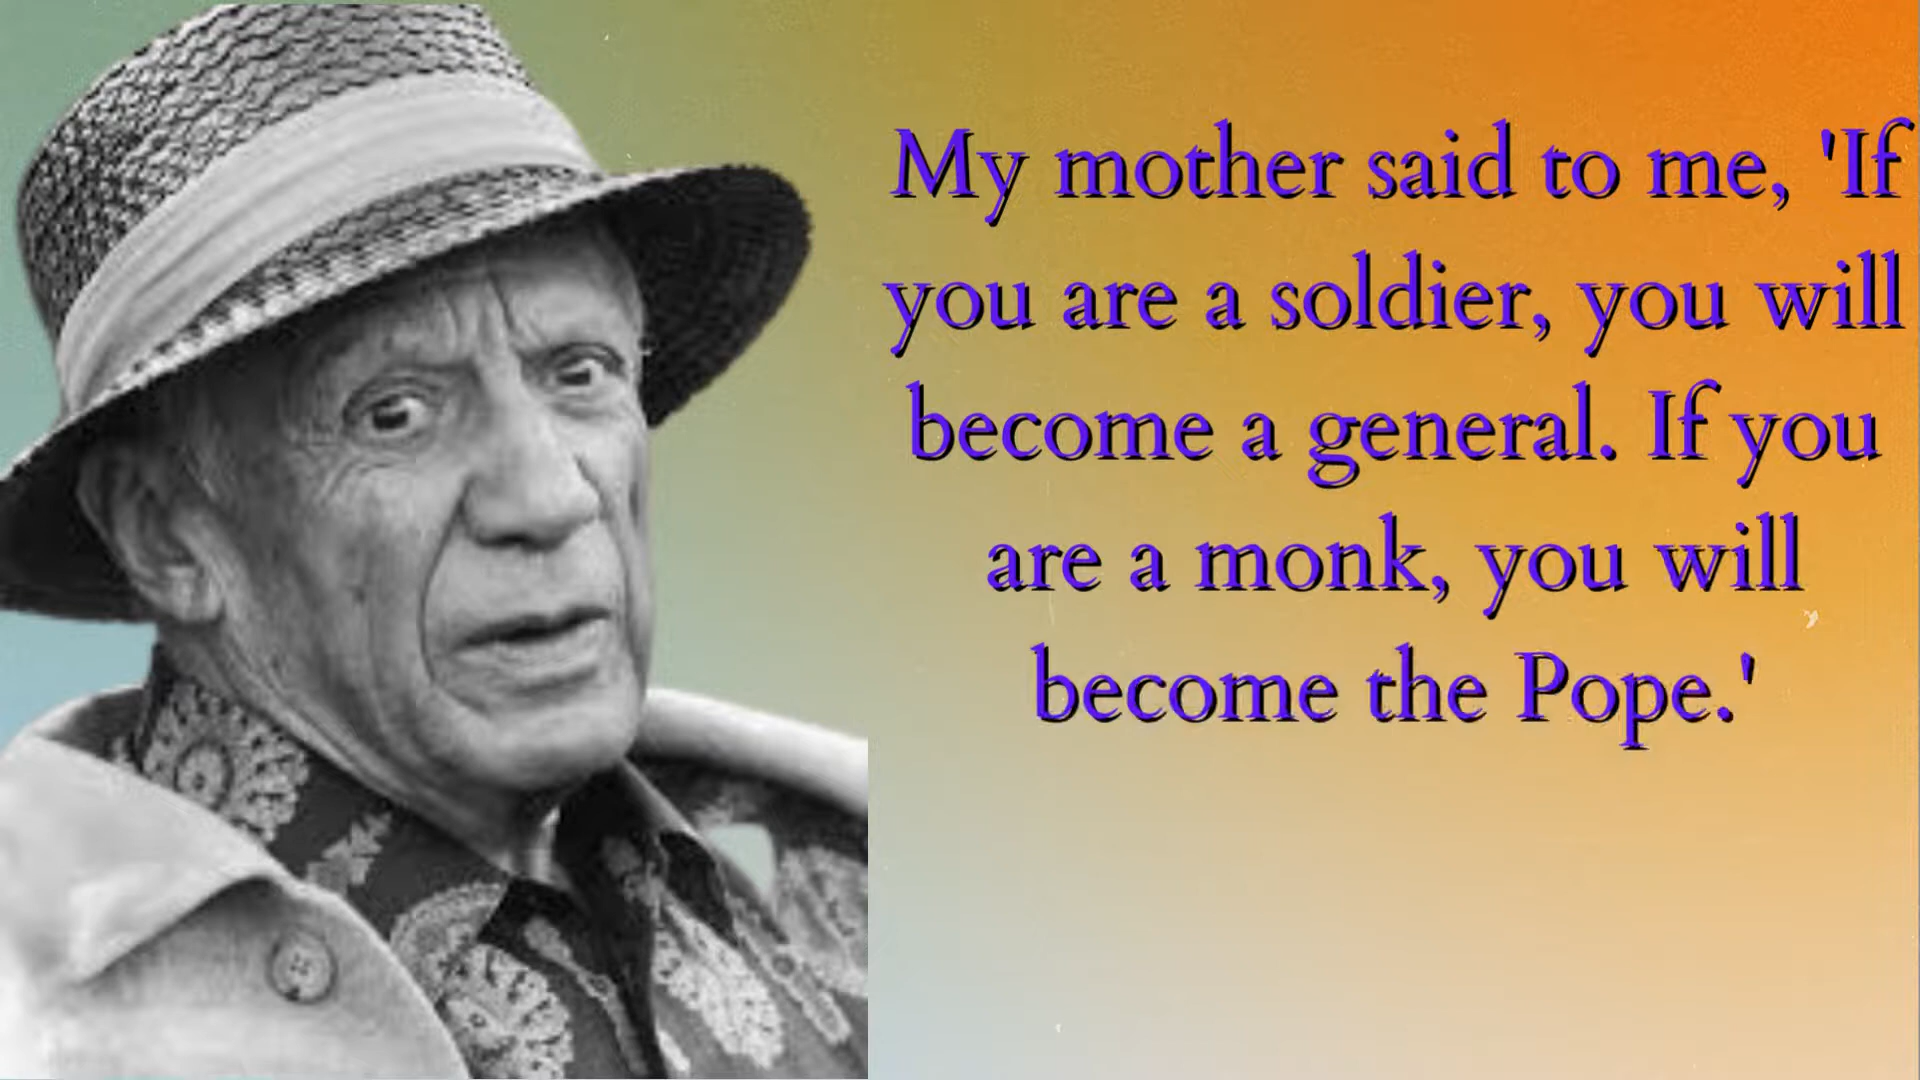 My mother said to me, 'If
you are a soldier, you will
become a general. If you
are a monk, you will
become the Pope.'